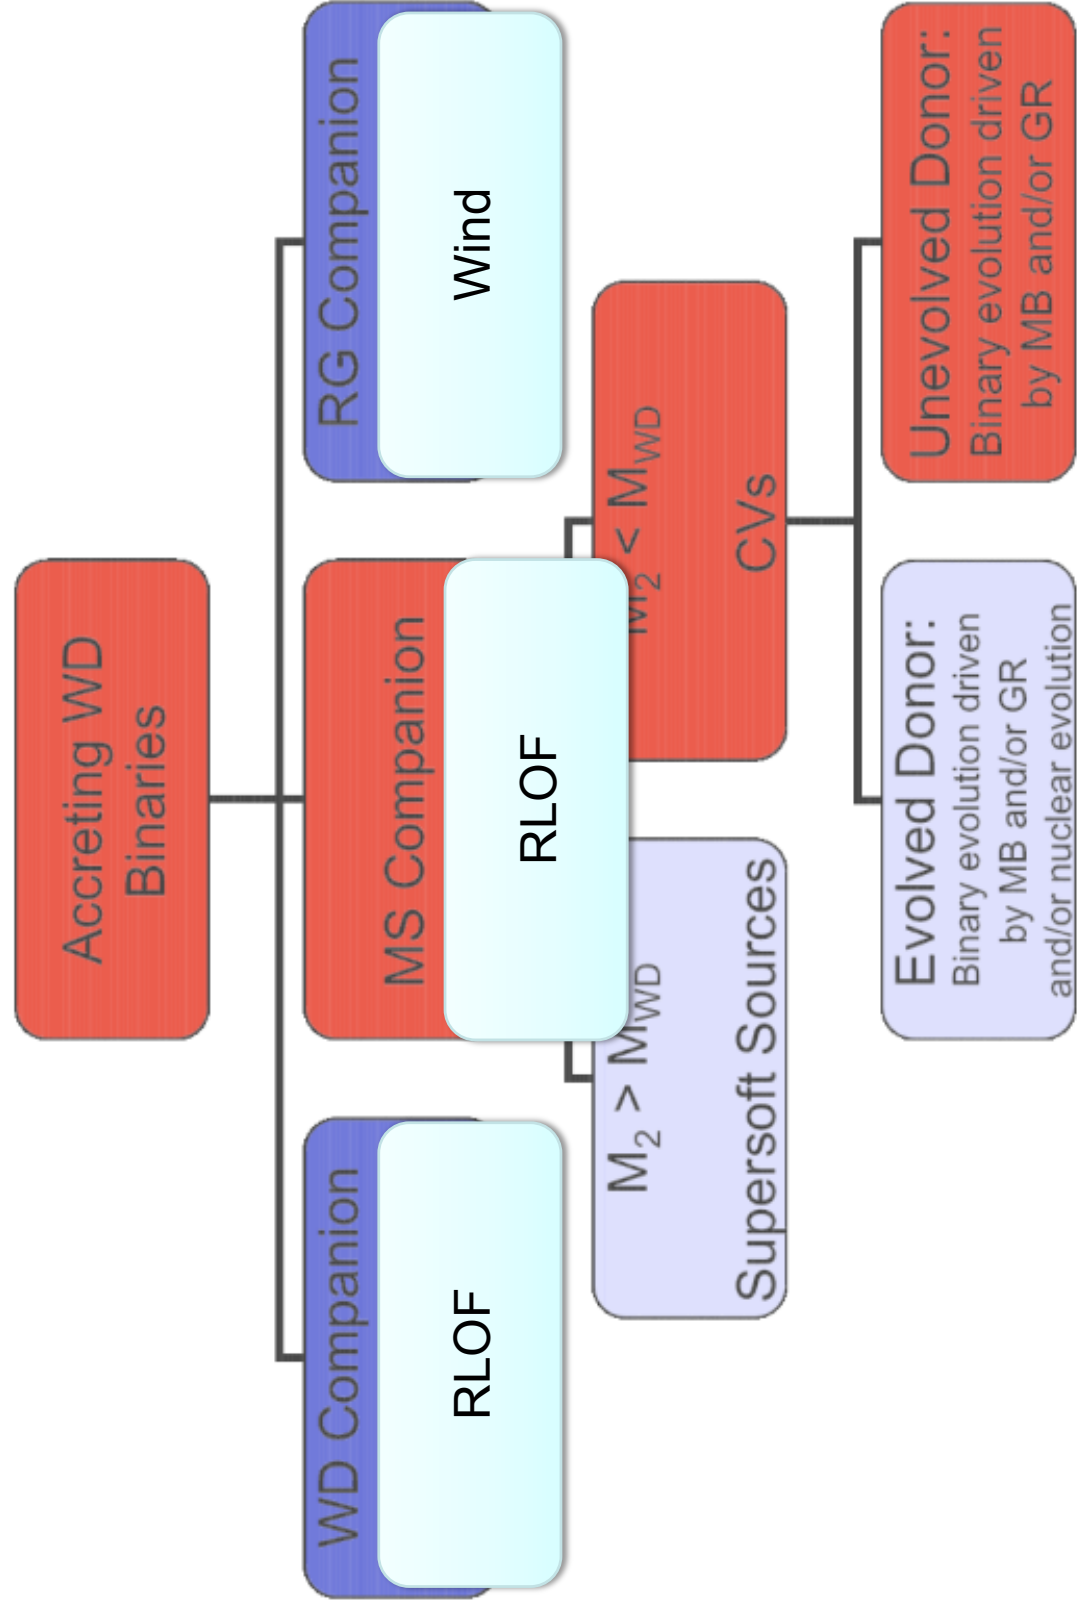 Accreting WD
Binaries
WD Companion
RLOF
MS Companion
RLOF
RG Companion
Wind
M₂ > M_WD
Supersoft Sources
M₂ < M_WD
CVs
Evolved Donor:
Binary evolution driven
by MB and/or GR
and/or nuclear evolution
Unevolved Donor:
Binary evolution driven
by MB and/or GR